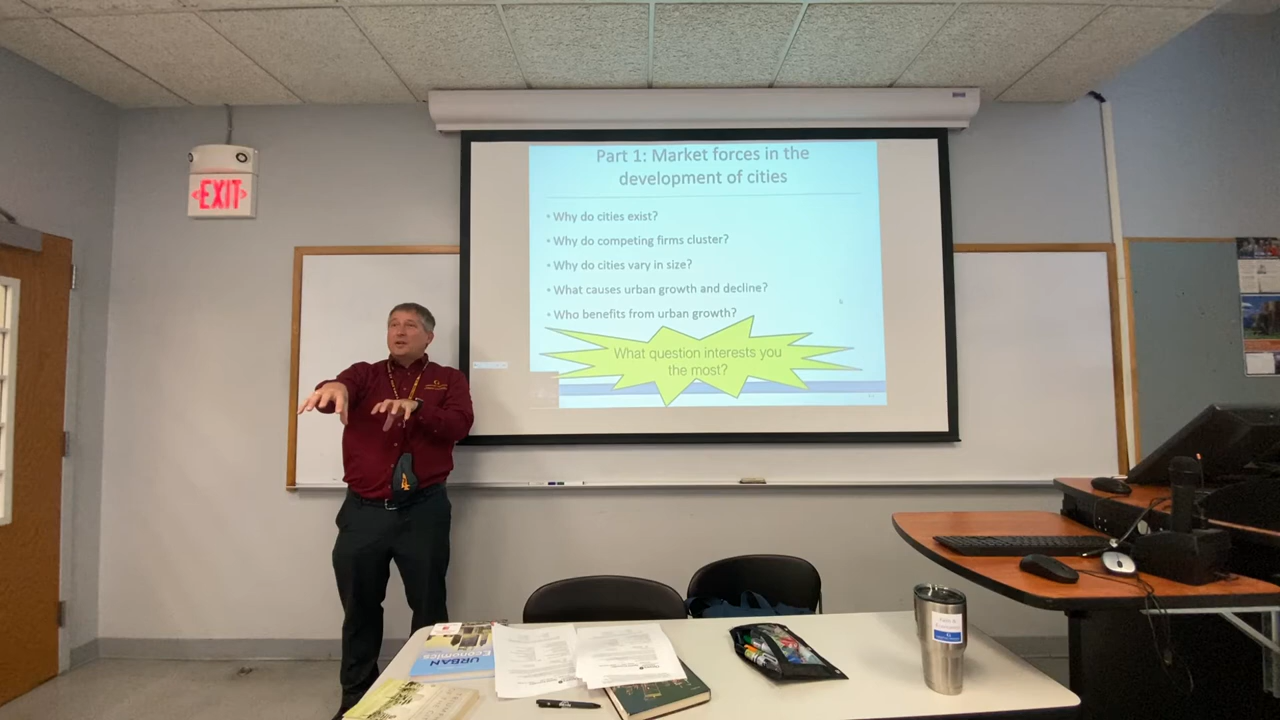 EXIT
Part 1: Market forces in the
development of cities
• Why do cities exist?
• Why do competing firms cluster?
• Why do cities vary in size?
• What causes urban growth and decline?
• Who benefits from urban growth?
What question interests you
the most?
URBAN
Economics